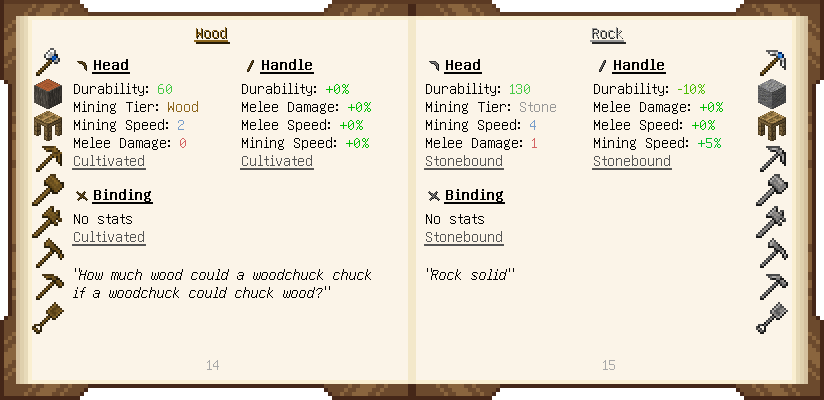 Wood
Head
Durability: 60
Mining Tier: Wood
Mining Speed: 2
Melee Damage: 0
Cultivated
Handle
Durability: +0%
Melee Damage: +0%
Melee Speed: +0%
Mining Speed: +0%
Cultivated
Binding
No stats
Cultivated
"How much wood could a woodchuck chuck
if a woodchuck could chuck wood?"
14
Rock
Head
Durability: 130
Mining Tier: Stone
Mining Speed: 4
Melee Damage: 1
Stonebound
Handle
Durability: -10%
Melee Damage: +0%
Melee Speed: +0%
Mining Speed: +5%
Stonebound
Binding
No stats
Stonebound
"Rock solid"
15